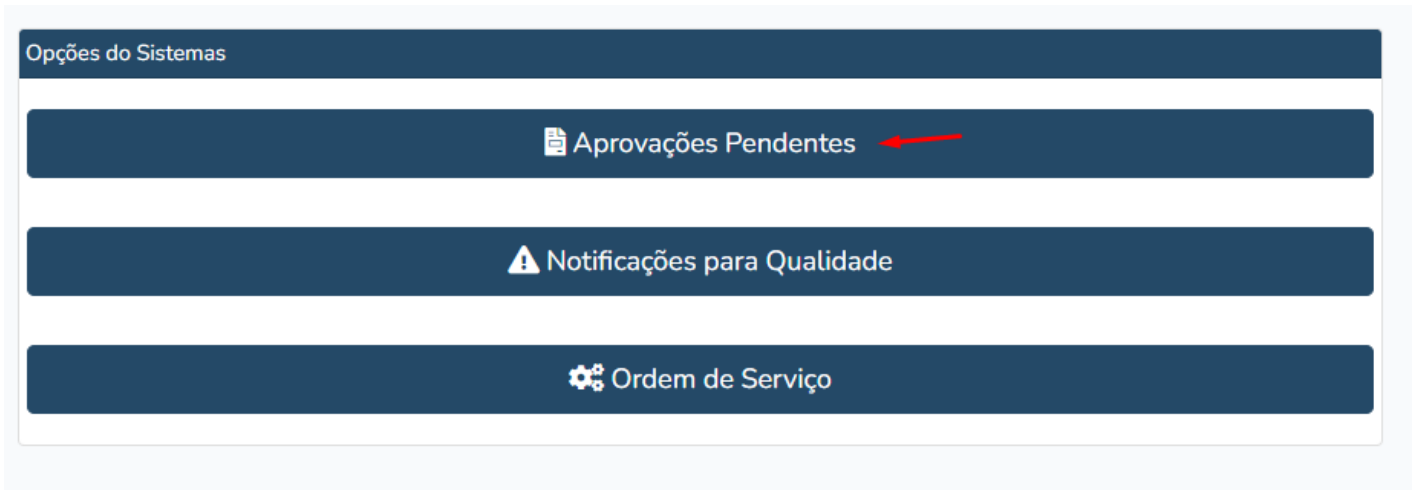 Opções do Sistemas
Aprovações Pendentes
Notificações para Qualidade
Ordem de Serviço